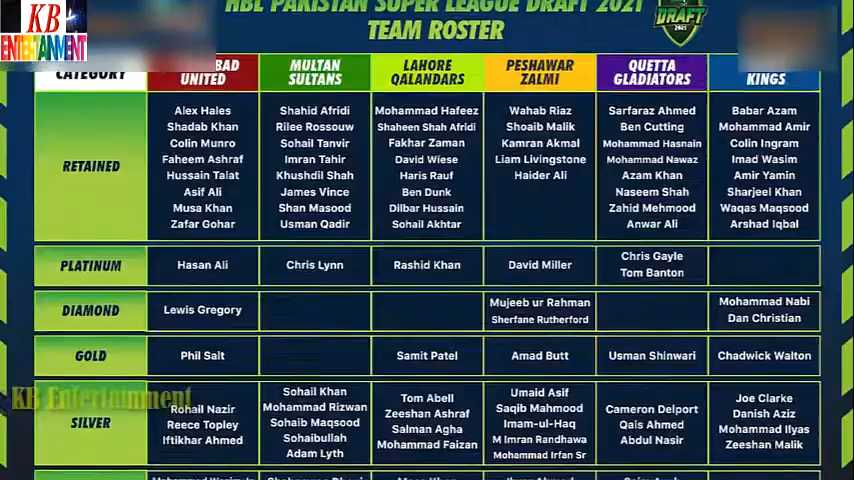 HBL PAKISTAN SUPER LEAGUE DRAFT 2021
TEAM ROSTER
DRAFT
2021
KB
ENTERTAINMENT
CATEGORY
UNITED
MULTAN
SULTANS
LAHORE
QALANDARS
PESHAWAR
ZALMI
QUETTA
GLADIATORS
KINGS
RETAINED
Alex Hales
Shadab Khan
Colin Munro
Faheem Ashraf
Hussain Talat
Asif Ali
Musa Khan
Zafar Gohar
Shahid Afridi
Rilee Rossouw
Sohail Tanvir
Imran Tahir
Khushdil Shah
James Vince
Shan Masood
Usman Qadir
Mohammad Hafeez
Shaheen Shah Afridi
Fakhar Zaman
David Wiese
Haris Rauf
Ben Dunk
Dilbar Hussain
Sohail Akhtar
Wahab Riaz
Shoaib Malik
Kamran Akmal
Liam Livingstone
Haider Ali
Sarfaraz Ahmed
Ben Cutting
Mohammad Hasnain
Mohammad Nawaz
Azam Khan
Naseem Shah
Zahid Mehmood
Anwar Ali
Babar Azam
Mohammad Amir
Colin Ingram
Imad Wasim
Amir Yamin
Sharjeel Khan
Waqas Maqsood
Arshad Iqbal
PLATINUM
Hasan Ali
Chris Lynn
Rashid Khan
David Miller
Chris Gayle
Tom Banton
DIAMOND
Lewis Gregory
Mujeeb ur Rahman
Sherfane Rutherford
Mohammad Nabi
Dan Christian
GOLD
Phil Salt
Samit Patel
Amad Butt
Usman Shinwari
Chadwick Walton
KB Entertainment
SILVER
Rohail Nazir
Reece Topley
Iftikhar Ahmed
Sohail Khan
Mohammad Rizwan
Sohaib Maqsood
Sohaibullah
Adam Lyth
Tom Abell
Zeeshan Ashraf
Salman Agha
Mohammad Faizan
Umaid Asif
Saqib Mahmood
Imam-ul-Haq
M Imran Randhawa
Mohammad Irfan Sr
Cameron Delport
Qais Ahmed
Abdul Nasir
Joe Clarke
Danish Aziz
Mohammad Ilyas
Zeeshan Malik